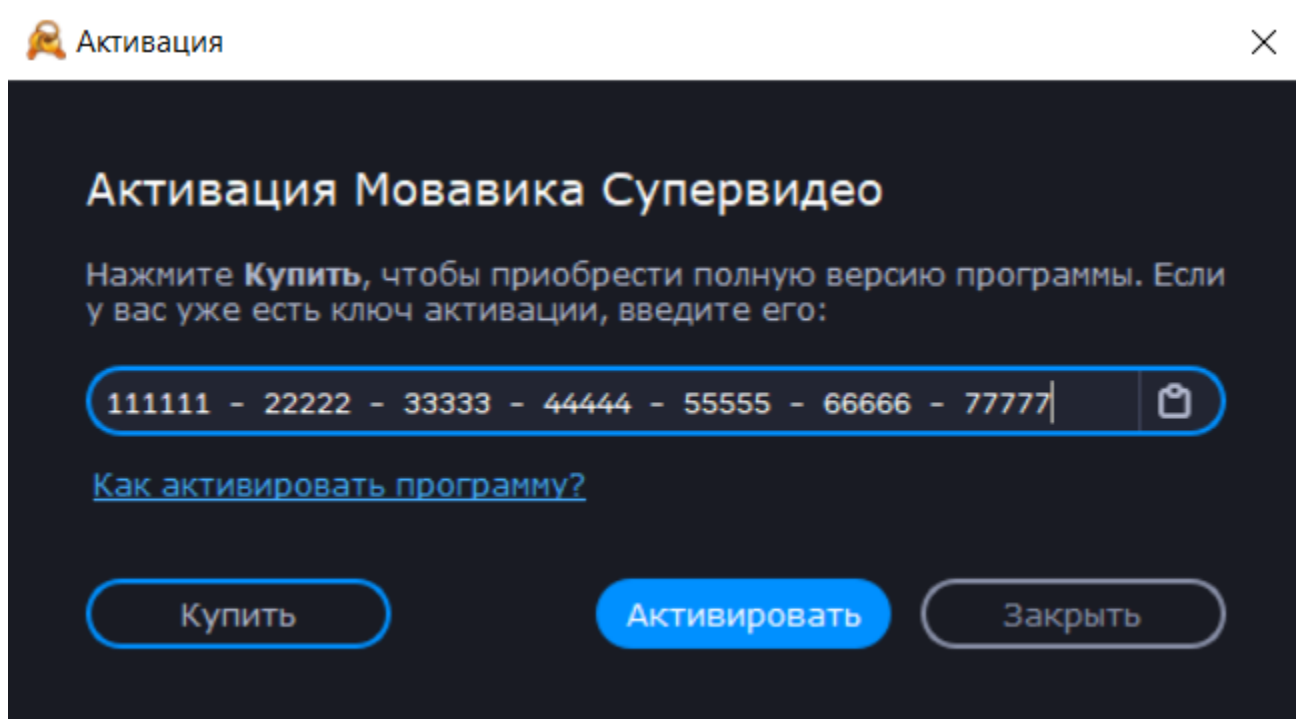 Активация
Активация Мовавика Супервидео
Нажмите Купить, чтобы приобрести полную версию программы. Если
у вас уже есть ключ активации, введите его:
111111 - 22222 - 33333 - 44444 - 55555 - 66666 - 77777
Как активировать программу?
Купить Активировать Закрыть